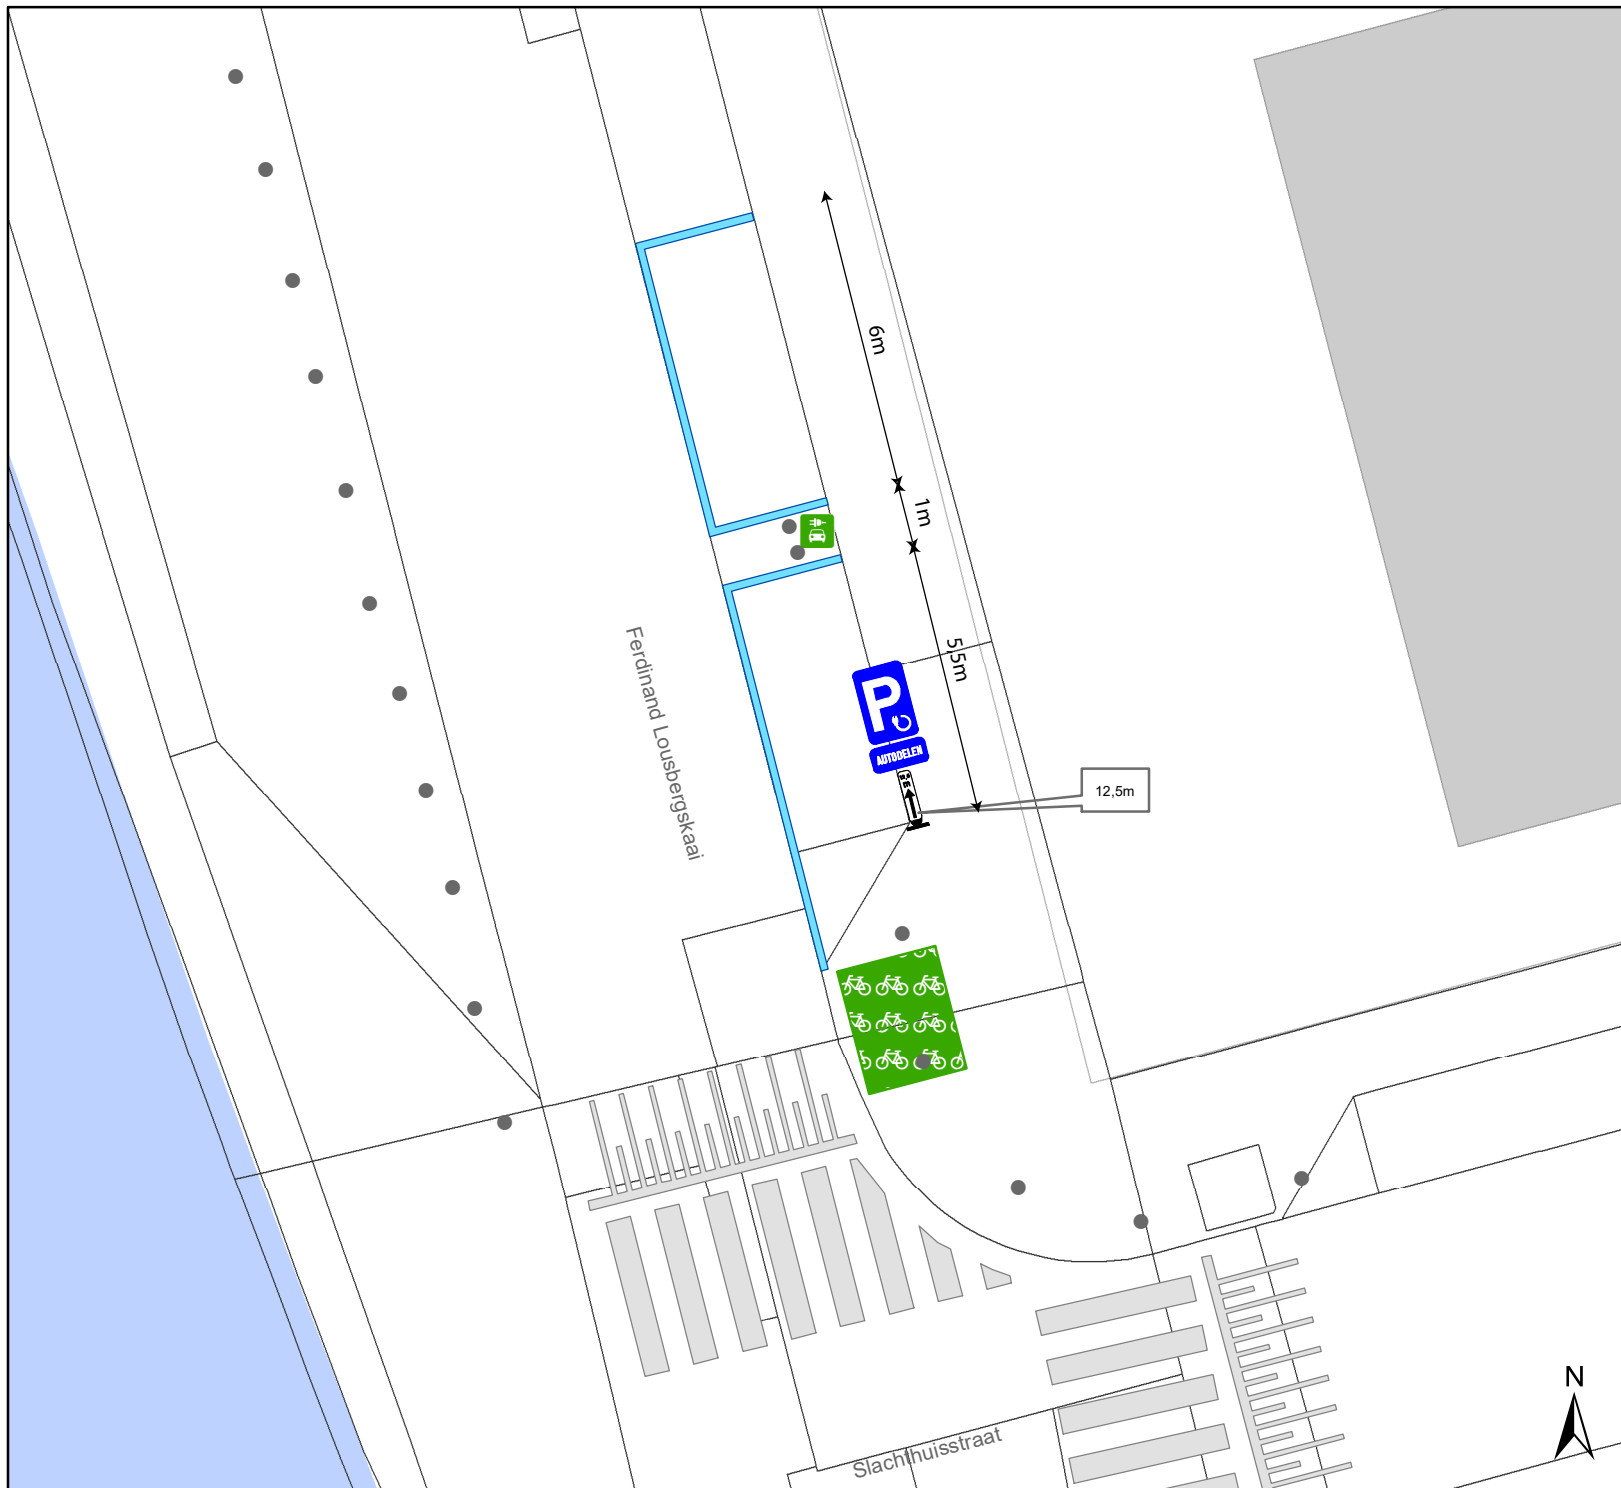 6m
1m
5,5m
Ferdinand Lousbergskaai
P
AUTODELEN
12,5m
Slachthuisstraat
N